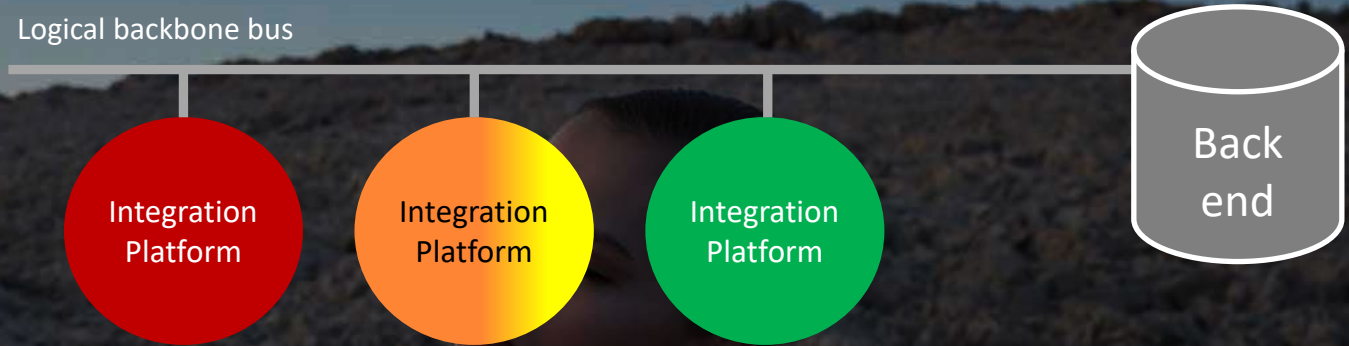 Logical backbone bus
Integration
Platform
Integration
Platform
Integration
Platform
Back
end